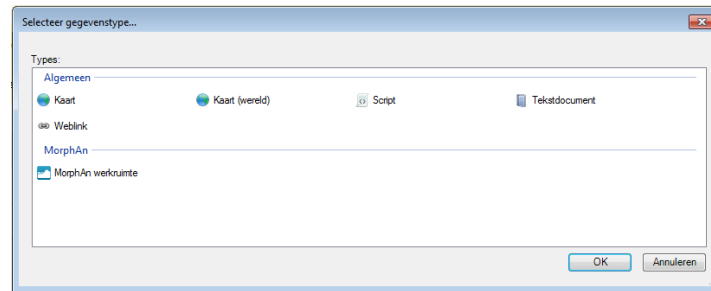 Selecteer gegevenstype...
Types:
Algemeen
Kaart Kaart (wereld) Script Tekstdocument
Weblink
MorphAn
MorphAn werkruimte
OK Annuleren